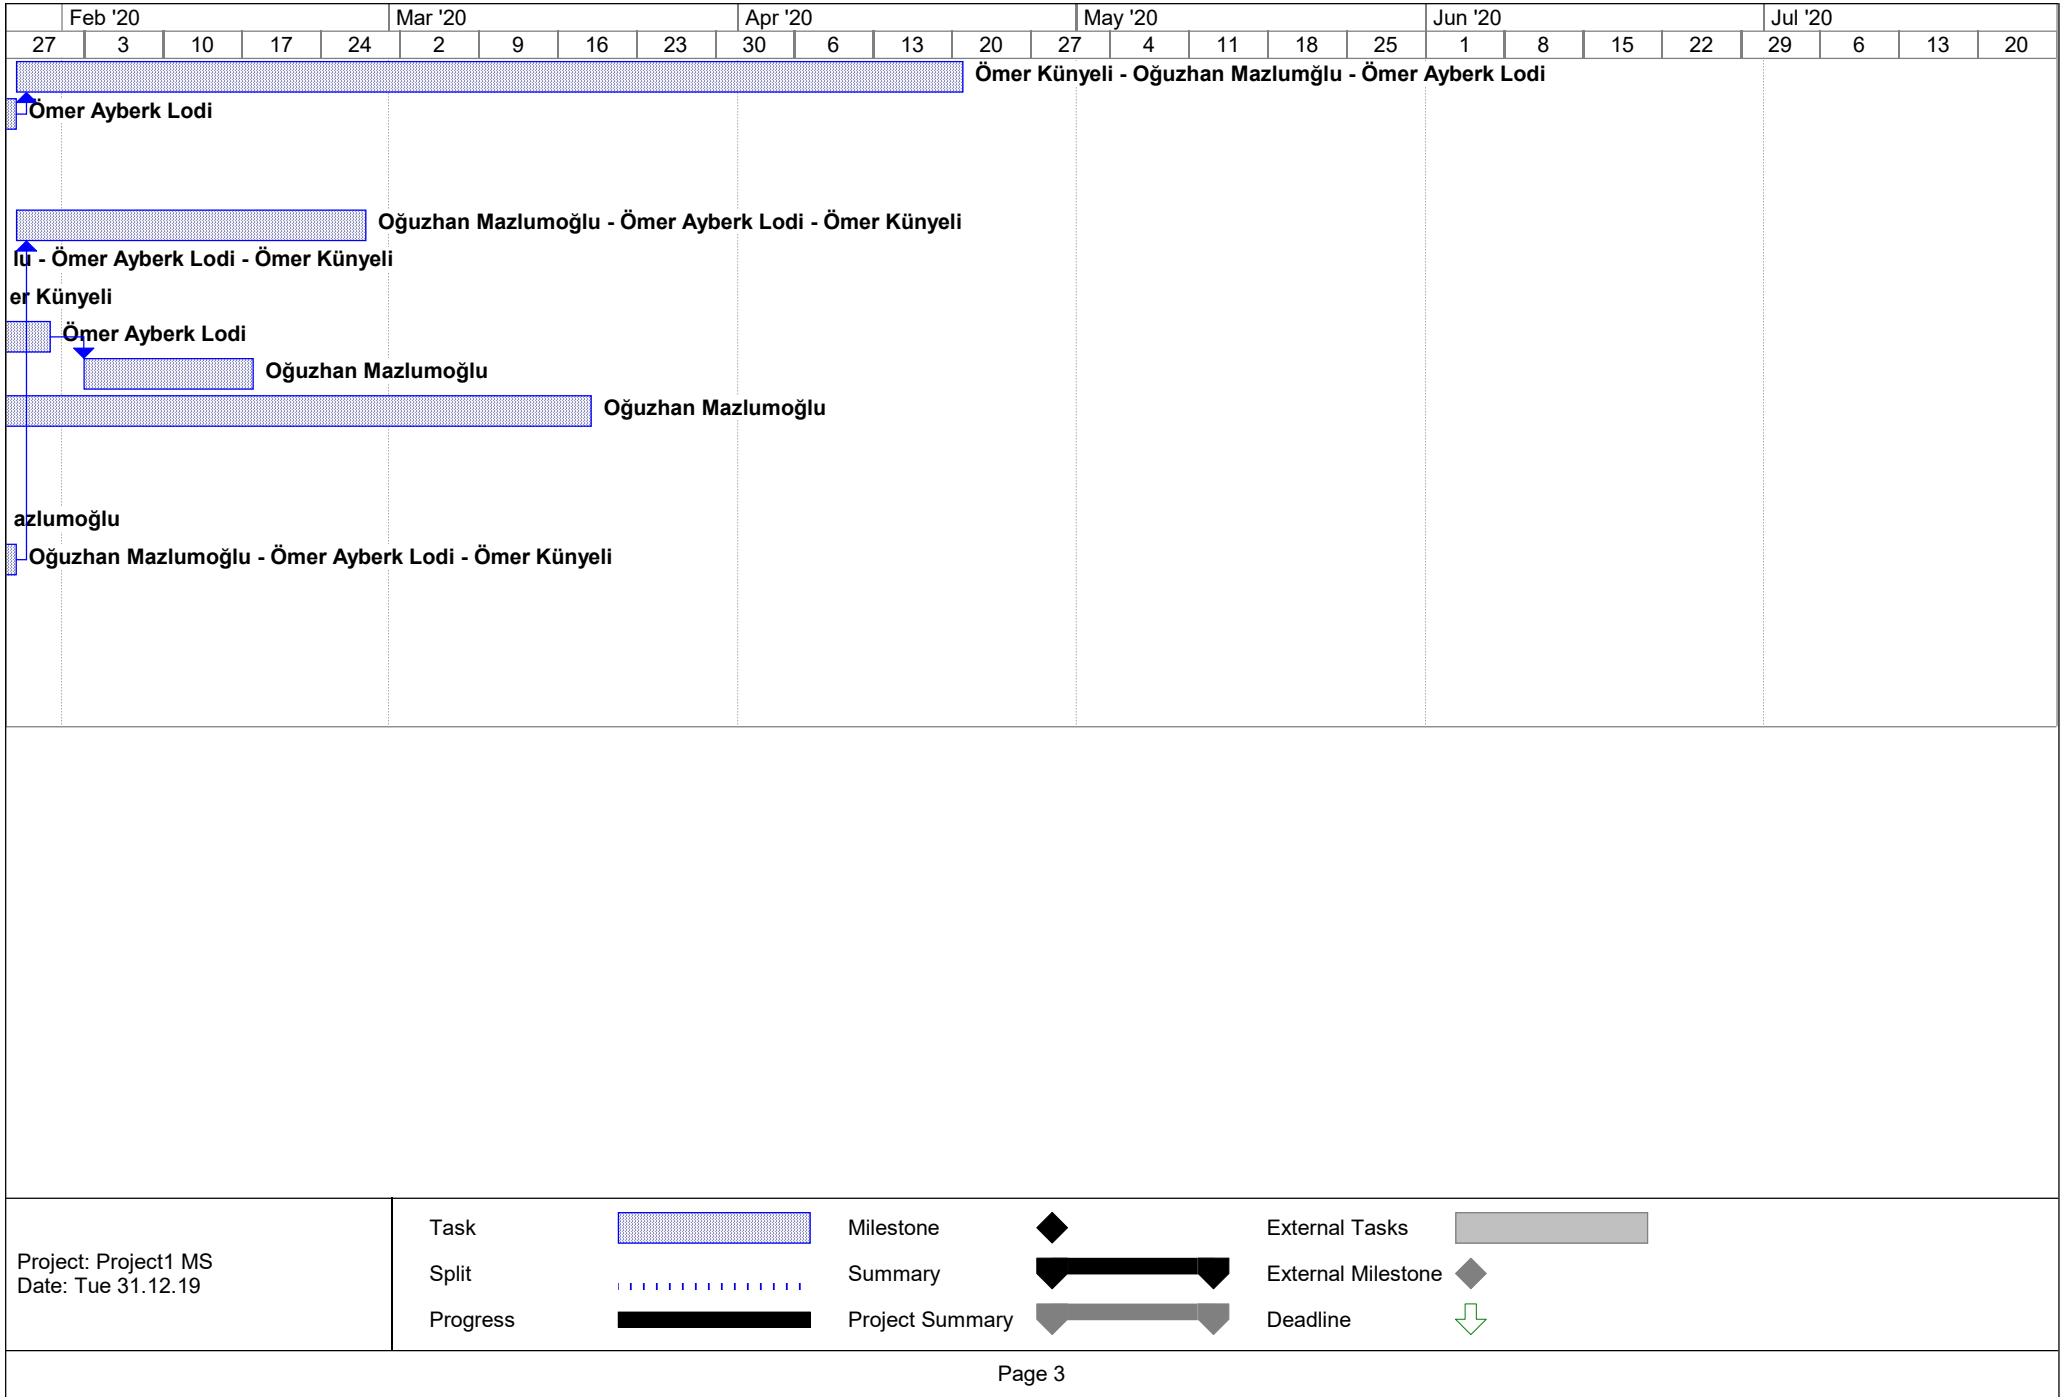 Feb '20 Mar '20 Apr '20 May '20 Jun '20 Jul '20
27 3 10 17 24 2 9 16 23 30 6 13 20 27 4 11 18 25 1 8 15 22 29 6 13 20
Ömer Künyeli - Oğuzhan Mazlumğlu - Ömer Ayberk Lodi
Ömer Ayberk Lodi
Oğuzhan Mazlumoğlu - Ömer Ayberk Lodi - Ömer Künyeli
lu - Ömer Ayberk Lodi - Ömer Künyeli
er Künyeli
Ömer Ayberk Lodi
Oğuzhan Mazlumoğlu
Oğuzhan Mazlumoğlu
azlumoğlu
Oğuzhan Mazlumoğlu - Ömer Ayberk Lodi - Ömer Künyeli
Project: Project1 MS
Date: Tue 31.12.19
Task
Split
Progress
Milestone
Summary
Project Summary
External Tasks
External Milestone
Deadline
Page 3